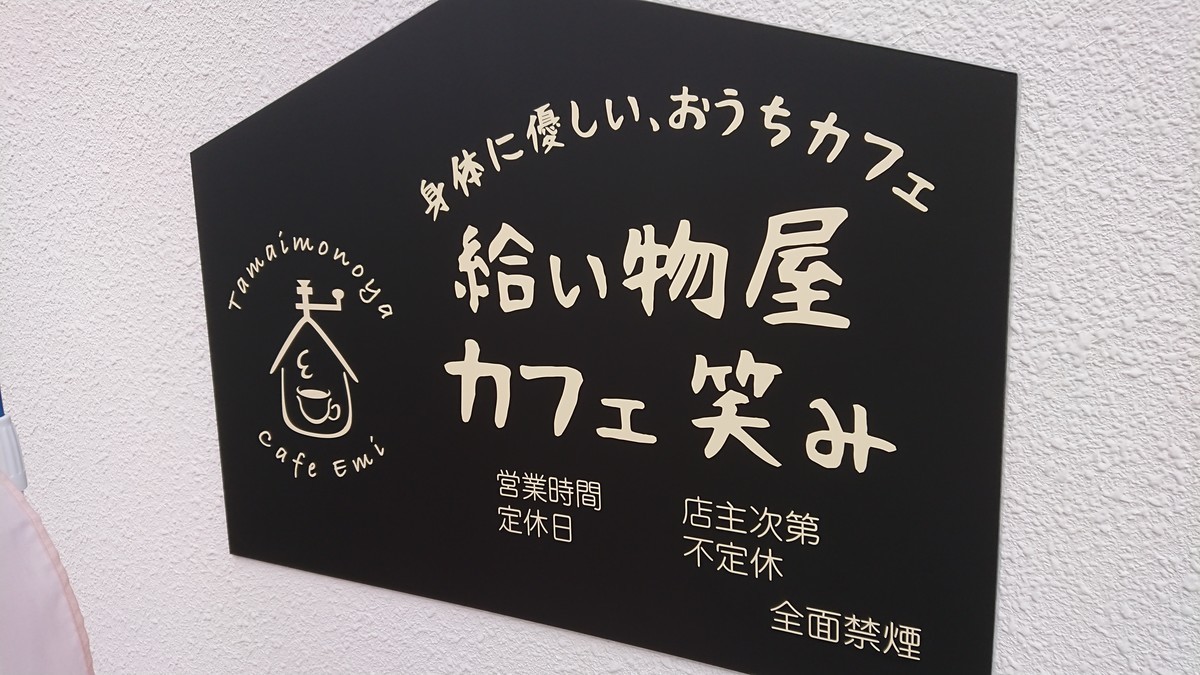 身体に優しい、おうちカフェ
給い物屋
カフェ 笑み
Tamaimonoya
Cafe Emi
営業時間 店主次第
定休日 不定休
全面禁煙